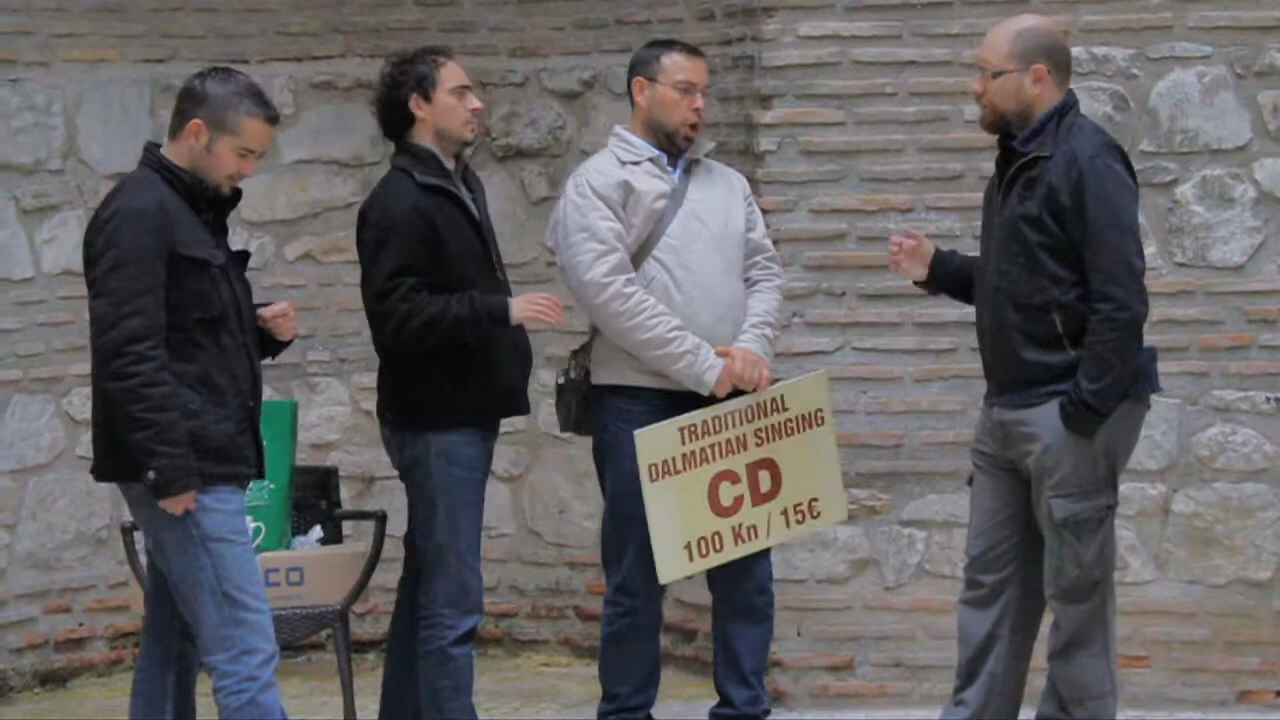 TRADITIONAL
DALMATIAN SINGING
CD
100 Kn / 15€
CO